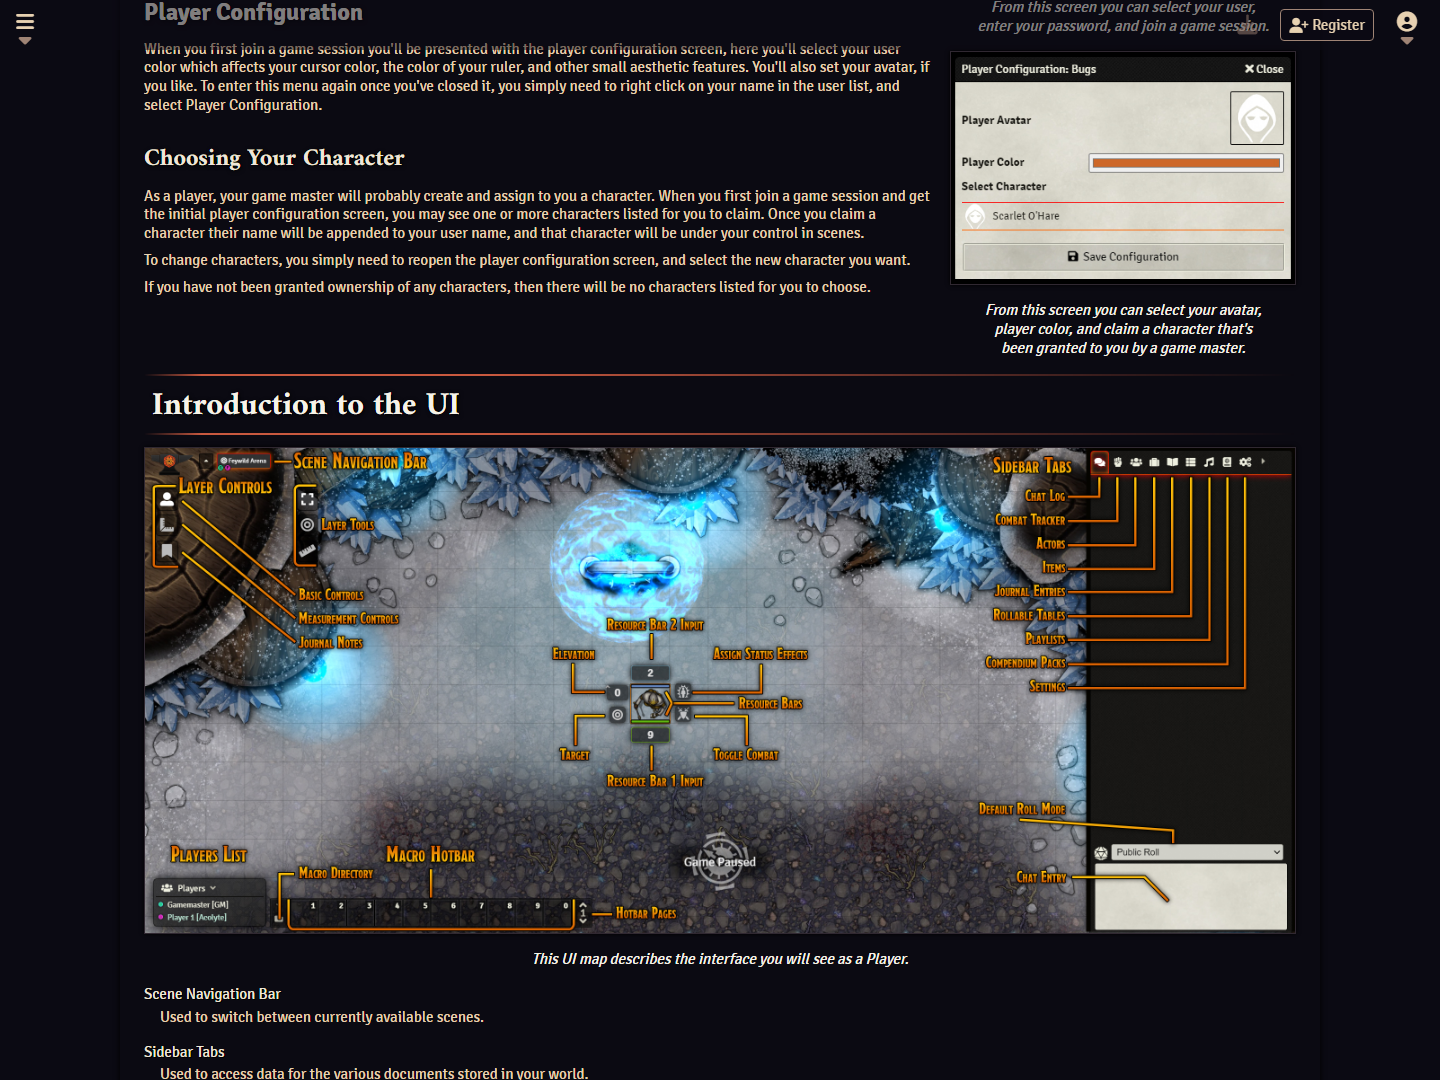 Player Configuration
From this screen you can select your user,
enter your password, and join a game session.
Register
When you first join a game session you'll be presented with the player configuration screen, here you'll select your user
color which affects your cursor color, the color of your ruler, and other small aesthetic features. You'll also set your avatar, if
you like. To enter this menu again once you've closed it, you simply need to right click on your name in the user list, and
select Player Configuration.
Player Configuration: Bugs
Close
Player Avatar
Player Color
Select Character
Scarlet O'Hare
Save Configuration
From this screen you can select your avatar,
player color, and claim a character that's
been granted to you by a game master.
Choosing Your Character
As a player, your game master will probably create and assign to you a character. When you first join a game session and get
the initial player configuration screen, you may see one or more characters listed for you to claim. Once you claim a
character their name will be appended to your user name, and that character will be under your control in scenes.
To change characters, you simply need to reopen the player configuration screen, and select the new character you want.
If you have not been granted ownership of any characters, then there will be no characters listed for you to choose.
Introduction to the UI
Feywild Arena
Scene Navigation Bar
Layer Controls
Layer Tools
Basic Controls
Measurement Controls
Journal Notes
Sidebar Tabs
Chat Log
Combat Tracker
Actors
Items
Journal Entries
Rollable Tables
Playlists
Compendium Packs
Settings
Resource Bar 2 Input
Elevation
Assign Status Effects
2
0
Resource Bars
9
Target
Toggle Combat
Resource Bar 1 Input
Default Roll Mode
Public Roll
Chat Entry
Game Paused
Players List
Macro Hotbar
Macro Directory
Players
Gamemaster [GM]
Player 1 [Acolyte]
1 2 3 4 5 6 7 8 9 0
1
Hotbar Pages
This UI map describes the interface you will see as a Player.
Scene Navigation Bar
Used to switch between currently available scenes.
Sidebar Tabs
Used to access data for the various documents stored in your world.